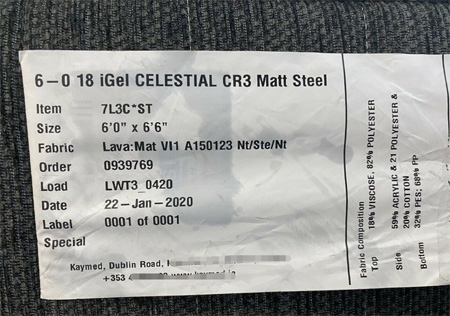 6–0 18 iGel CELESTIAL CR3 Matt Steel
Item 7L3C*ST
Size 6'0" x 6'6"
Fabric Lava:Mat VI1 A150123 Nt/Ste/Nt
Order 0939769
Load LWT3_0420
Date 22–Jan–2020
Label 0001 of 0001
Special
Kaymed, Dublin Road,
+353
Fabric Composition
Top 18% VISCOSE, 82% POLYESTER
Side 59% ACRYLIC & 21 POLYESTER &
20% COTTON
Bottom 32% PES; 68% Pp